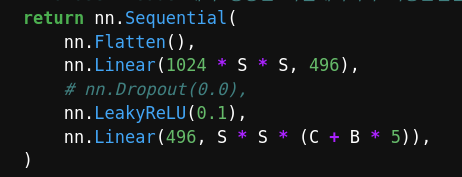 return nn.Sequential(
nn.Flatten(),
nn.Linear(1024 * S * S, 496),
# nn.Dropout(0.0),
nn.LeakyReLU(0.1),
nn.Linear(496, S * S * (C + B * 5)),
)